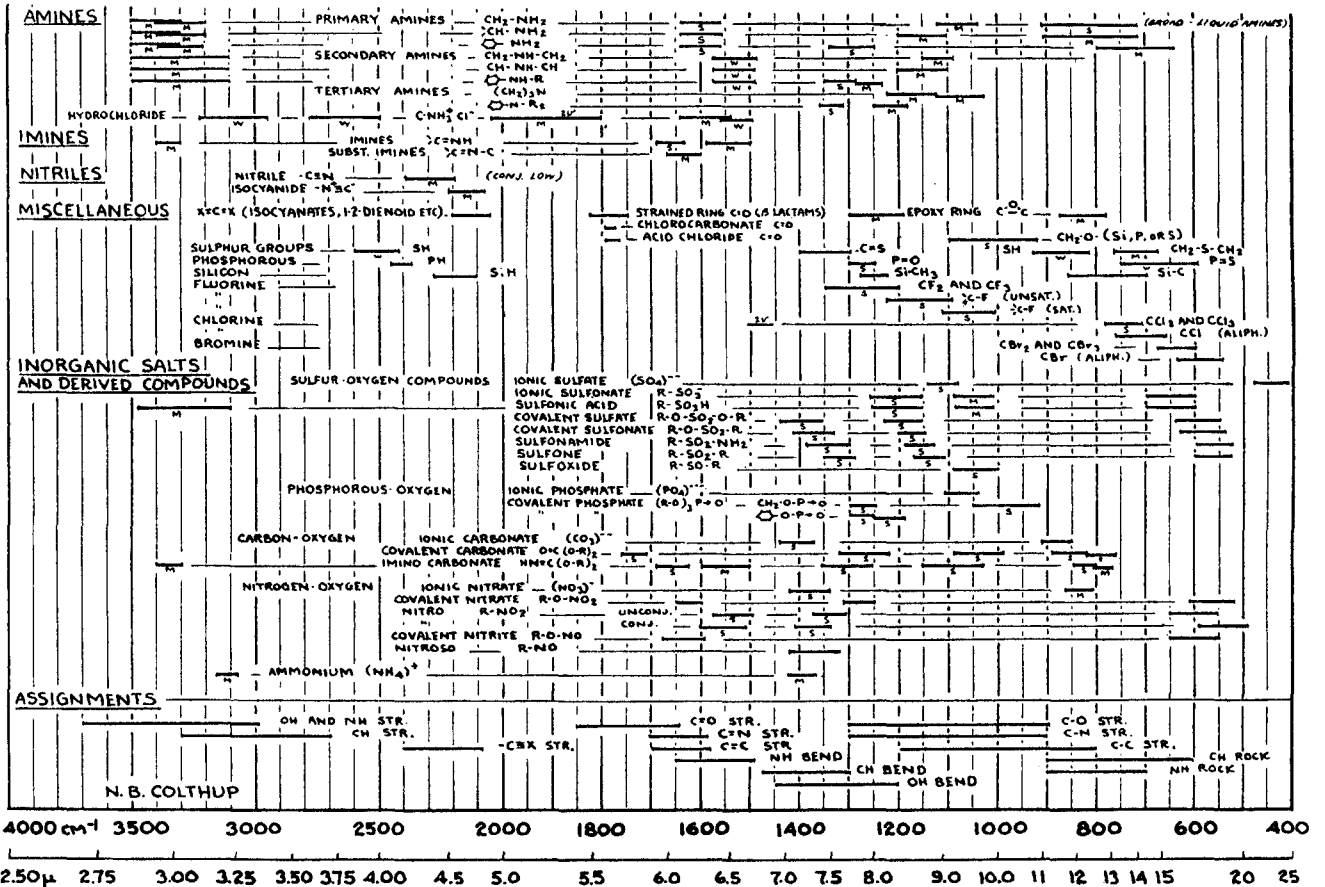 AMINES PRIMARY AMINES CH2-NH2 (BROAD - LIQUID AMINES)
CH-NH2
NH2
SECONDARY AMINES CH2-NH-CH2
CH-NH-CH
NH-R
TERTIARY AMINES (CH2)3N
N-R2
HYDROCHLORIDE C-NH3+ Cl- 2ν
IMINES IMINES C=NH
SUBST. IMINES C=N-C
NITRILES NITRILE -C≡N (CONJ. LOW)
ISOCYANIDE -N≡C
MISCELLANEOUS X=C=X (ISOCYANATES, 1-2-DIENOID ETC). STRAINED RING C=O (β LACTAMS) EPOXY RING C-O-C
CHLOROCARBONATE C=O
ACID CHLORIDE C=O CH2-O-(Si, P, OR S)
SULPHUR GROUPS SH C=S SH CH2-S-CH2
PHOSPHOROUS PH P=O P=S
SILICON SiH Si-CH3 Si-C
FLUORINE CF2 AND CF3
" C-F (UNSAT.)
" C-F (SAT.)
CHLORINE 2ν CCl2 AND CCl3
" CCl (ALIPH.)
BROMINE CBr2 AND CBr3
CBr (ALIPH.)
INORGANIC SALTS
AND DERIVED COMPOUNDS SULFUR-OXYGEN COMPOUNDS IONIC SULFATE (SO4)--
IONIC SULFONATE R-SO3-
SULFONIC ACID R-SO3H
COVALENT SULFATE R-O-SO2-O-R
COVALENT SULFONATE R-O-SO2-R
SULFONAMIDE R-SO2-NH2
SULFONE R-SO2-R
SULFOXIDE R-SO-R
PHOSPHOROUS-OXYGEN IONIC PHOSPHATE (PO4)---
COVALENT PHOSPHATE (R-O)3P→O CH2-O-P→O
" " O-P→O
CARBON-OXYGEN IONIC CARBONATE (CO3)--
COVALENT CARBONATE O=C(O-R)2
IMINO CARBONATE HN=C(O-R)2
NITROGEN-OXYGEN IONIC NITRATE (NO3)-
COVALENT NITRATE R-O-NO2
NITRO R-NO2 UNCONJ.
" " CONJ.
COVALENT NITRITE R-O-NO
NITROSO R-NO
AMMONIUM (NH4)+
ASSIGNMENTS
OH AND NH STR. C=O STR. C-O STR.
CH STR. C=N STR. C-N STR.
-C≡X STR. C=C STR. C-C STR.
NH BEND CH ROCK
CH BEND NH ROCK
OH BEND
N. B. COLTHUP
4000 cm-1 3500 3000 2500 2000 1800 1600 1400 1200 1000 800 600 400
2.50μ 2.75 3.00 3.25 3.50 3.75 4.00 4.5 5.0 5.5 6.0 6.5 7.0 7.5 8.0 9.0 10.0 11 12 13 14 15 20 25